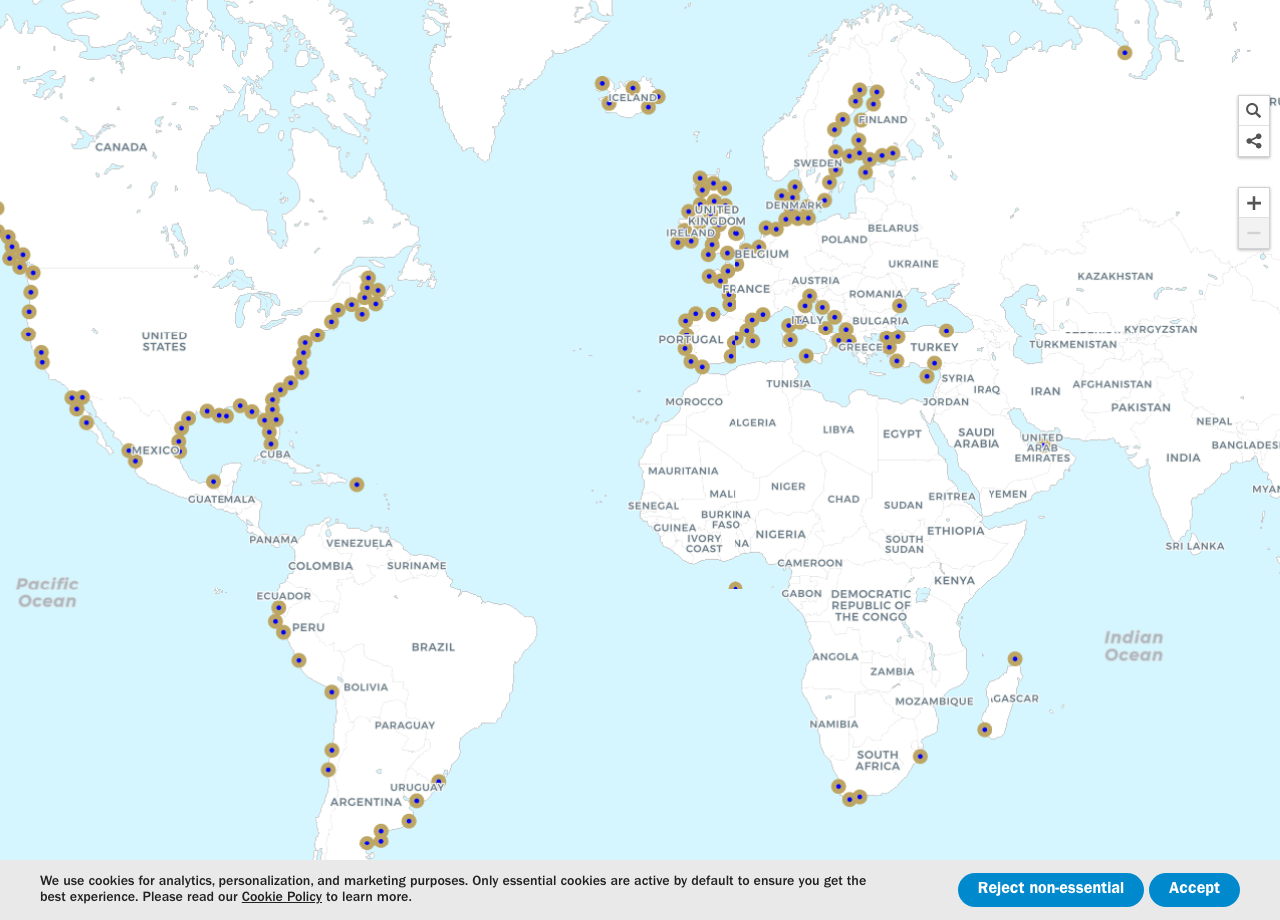 ICELAND
FINLAND
CANADA
SWEDEN
DENMARK
UNITED
KINGDOM
IRELAND
BELARUS
POLAND
BELGIUM
UKRAINE
KAZAKHSTAN
AUSTRIA
FRANCE
ROMANIA
UNITED
STATES
ITALY
BULGARIA
KYRGYZSTAN
PORTUGAL
GREECE
TURKEY
TURKMENISTAN
TUNISIA
SYRIA
IRAQ
IRAN
AFGHANISTAN
MOROCCO
JORDAN
PAKISTAN
ALGERIA
LIBYA
EGYPT
SAUDI
ARABIA
NEPAL
UNITED
ARAB
EMIRATES
BANGLADESH
MEXICO
CUBA
INDIA
MAURITANIA
MALI
NIGER
CHAD
SUDAN
ERITREA
YEMEN
MYAN
GUATEMALA
SENEGAL
BURKINA
FASO
GUINEA
IVORY
COAST
NA
NIGERIA
ETHIOPIA
SOUTH
SUDAN
SRI LANKA
PANAMA
VENEZUELA
COLOMBIA
SURINAME
CAMEROON
KENYA
Pacific
Ocean
ECUADOR
GABON
DEMOCRATIC
REPUBLIC OF
THE CONGO
PERU
BRAZIL
Indian
Ocean
ANGOLA
ZAMBIA
BOLIVIA
MOZAMBIQUE
GASCAR
PARAGUAY
NAMIBIA
SOUTH
AFRICA
URUGUAY
ARGENTINA
We use cookies for analytics, personalization, and marketing purposes. Only essential cookies are active by default to ensure you get the
best experience. Please read our Cookie Policy to learn more.
Reject non-essential
Accept